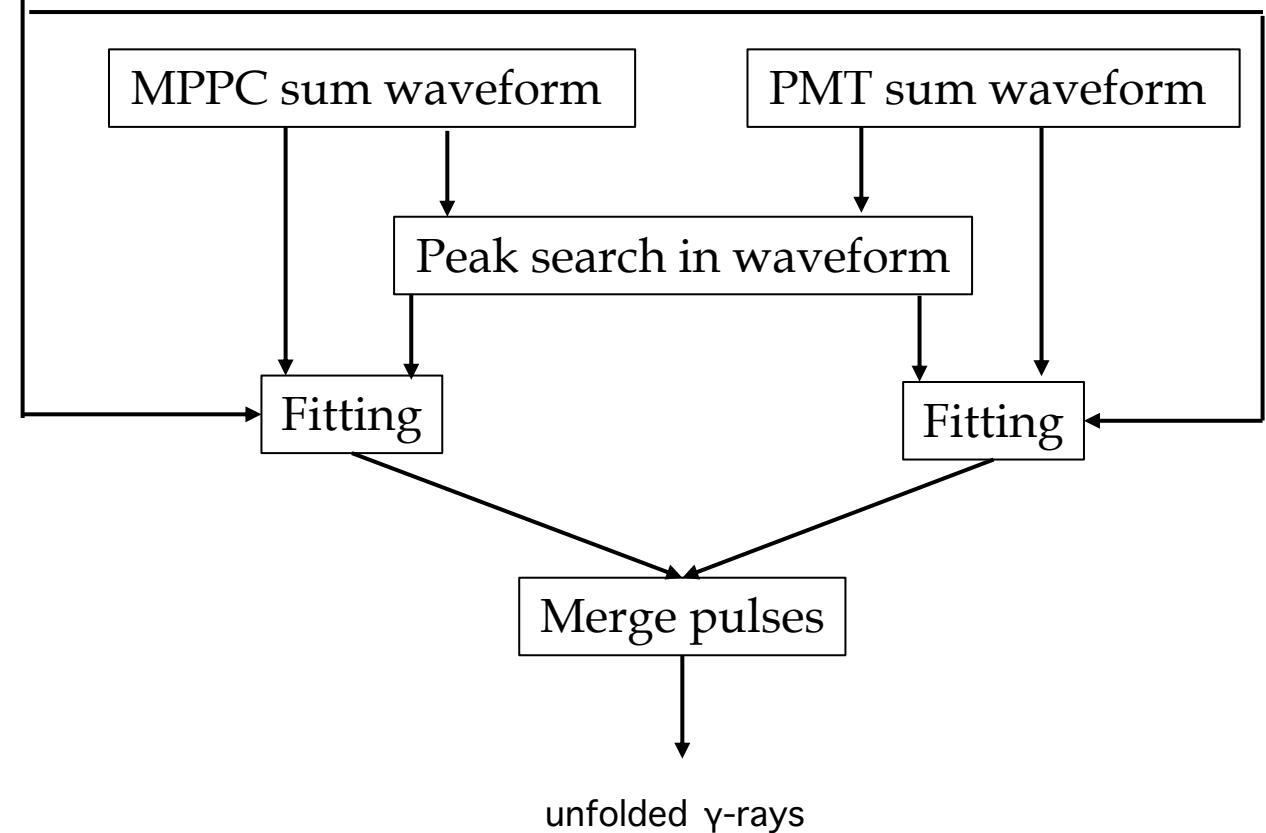 MPPC sum waveform
PMT sum waveform
Peak search in waveform
Fitting
Fitting
Merge pulses
unfolded γ-rays